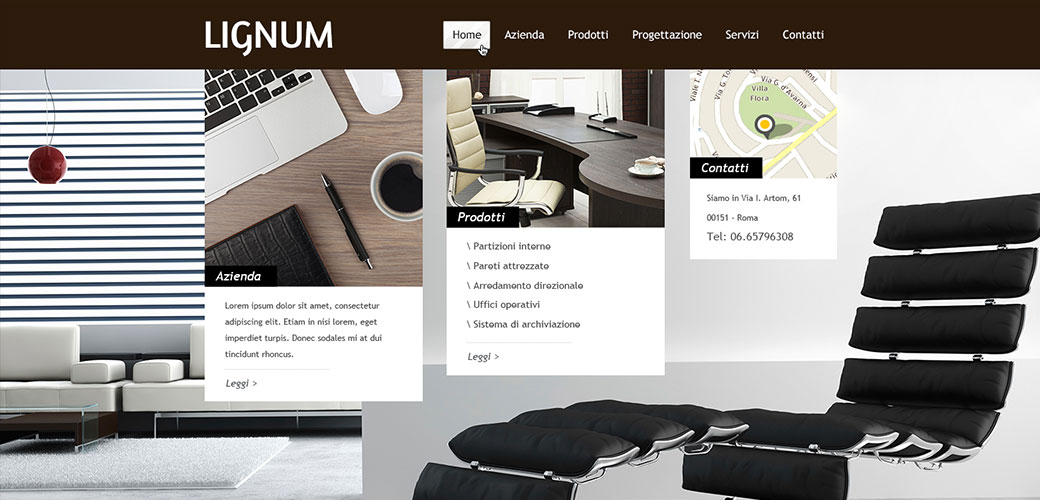 LIGNUM
Home Azienda Prodotti Progettazione Servizi Contatti
Azienda
Lorem ipsum dolor sit amet, consectetur
adipiscing elit. Etiam in nisi lorem, eget
imperdiet turpis. Donec sodales mi at dui
tincidunt rhoncus.
Leggi >
Prodotti
\ Partizioni interne
\ Pareti attrezzate
\ Arredamento direzionale
\ Uffici operativi
\ Sistema di archiviazione
Leggi >
Via G. d'Avarna
Villa
Flora
Contatti
Siamo in Via I. Artom, 61
00151 - Roma
Tel: 06.65796308